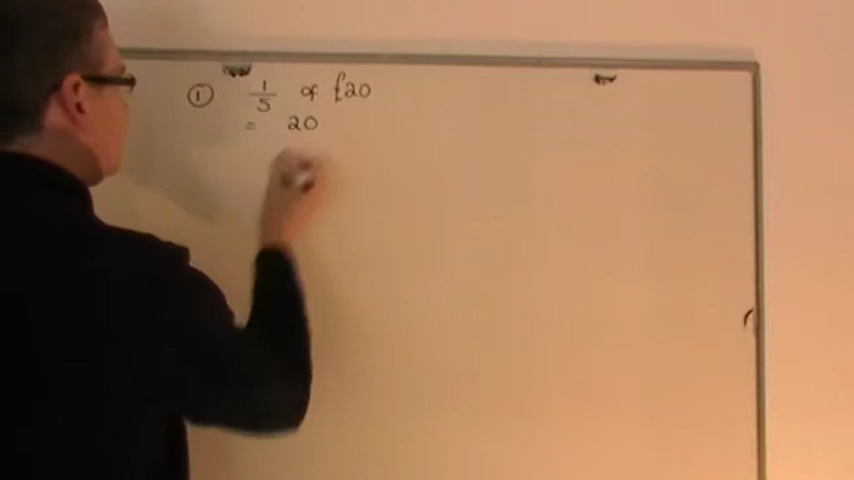 ① 1/5 of £20
= 20